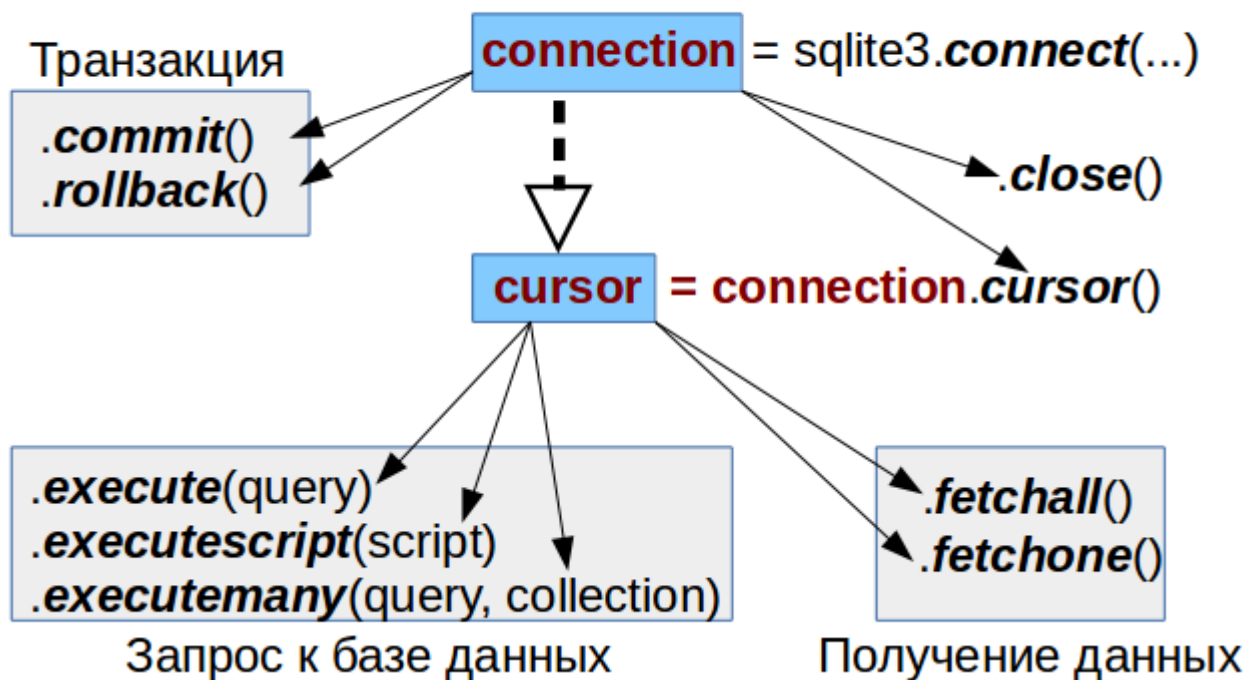 Транзакция
connection = sqlite3.connect(...)
.commit()
.rollback()
.close()
cursor = connection.cursor()
.execute(query)
.executescript(script)
.executemany(query, collection)
.fetchall()
.fetchone()
Запрос к базе данных
Получение данных